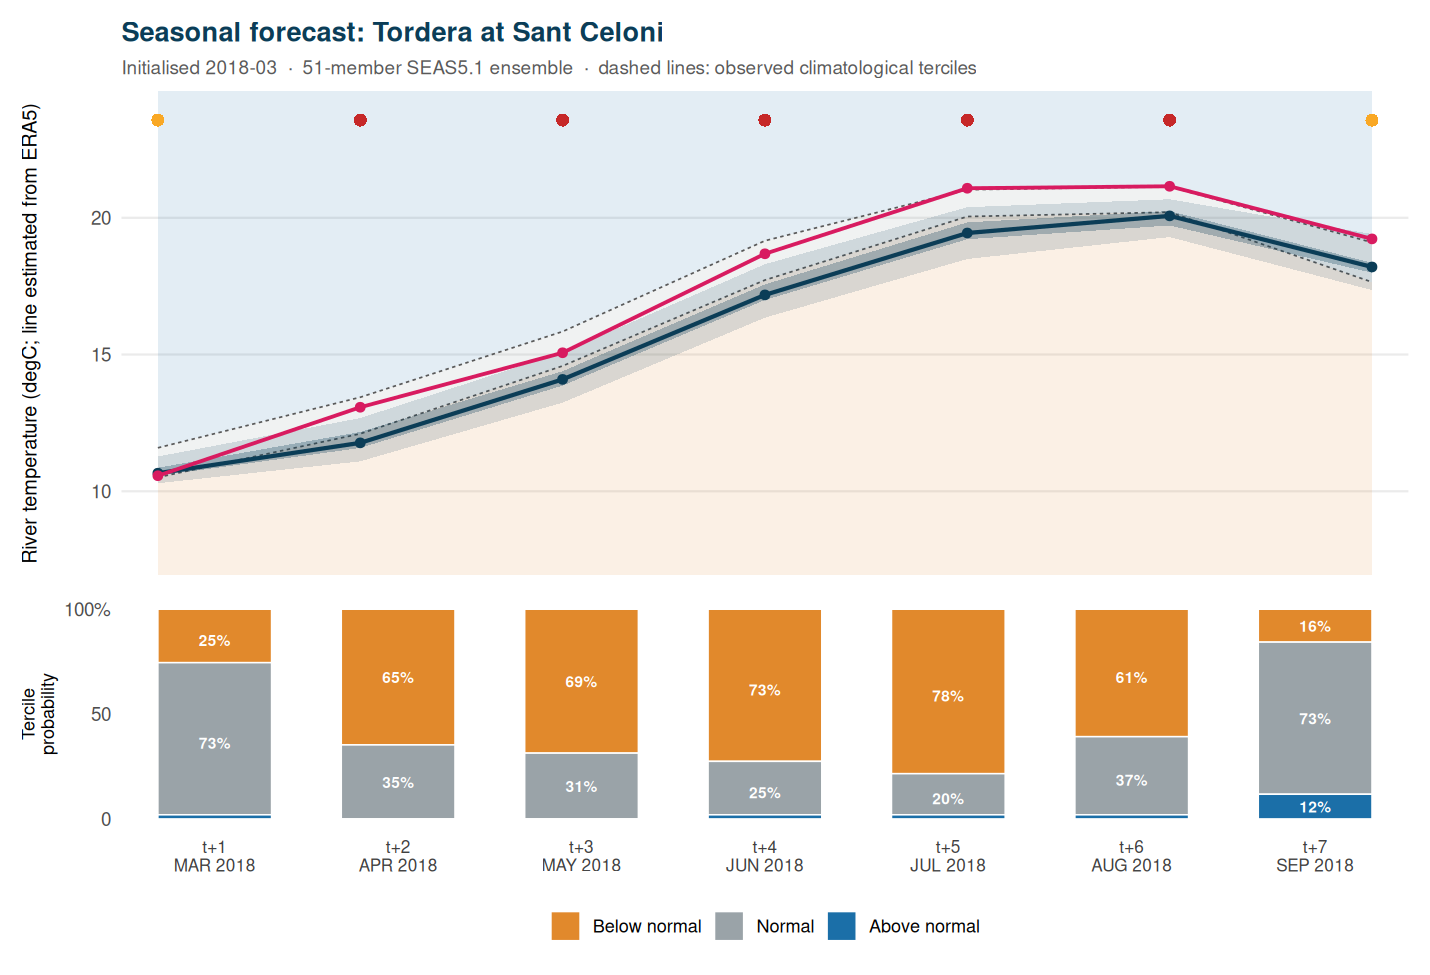 Seasonal forecast: Tordera at Sant Celoni
Initialised 2018-03 · 51-member SEAS5.1 ensemble · dashed lines: observed climatological terciles
River temperature (degC; line estimated from ERA5)
20
15
10
Tercile
probability
100%
50
0
25%
65%
69%
73%
78%
61%
16%
73%
35%
31%
25%
20%
37%
73%
12%
t+1
MAR 2018
t+2
APR 2018
t+3
MAY 2018
t+4
JUN 2018
t+5
JUL 2018
t+6
AUG 2018
t+7
SEP 2018
Below normal
Normal
Above normal